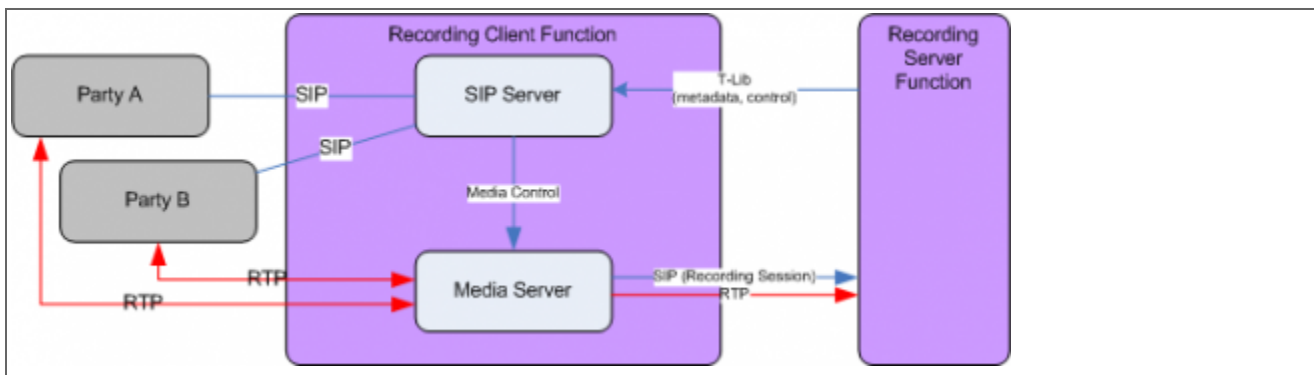 Recording Client Function
Recording
Server
Function
Party A
SIP
SIP Server
T-Lib
(metadata, control)
SIP
Party B
Media Control
RTP
Media Server
SIP (Recording Session)
RTP
RTP